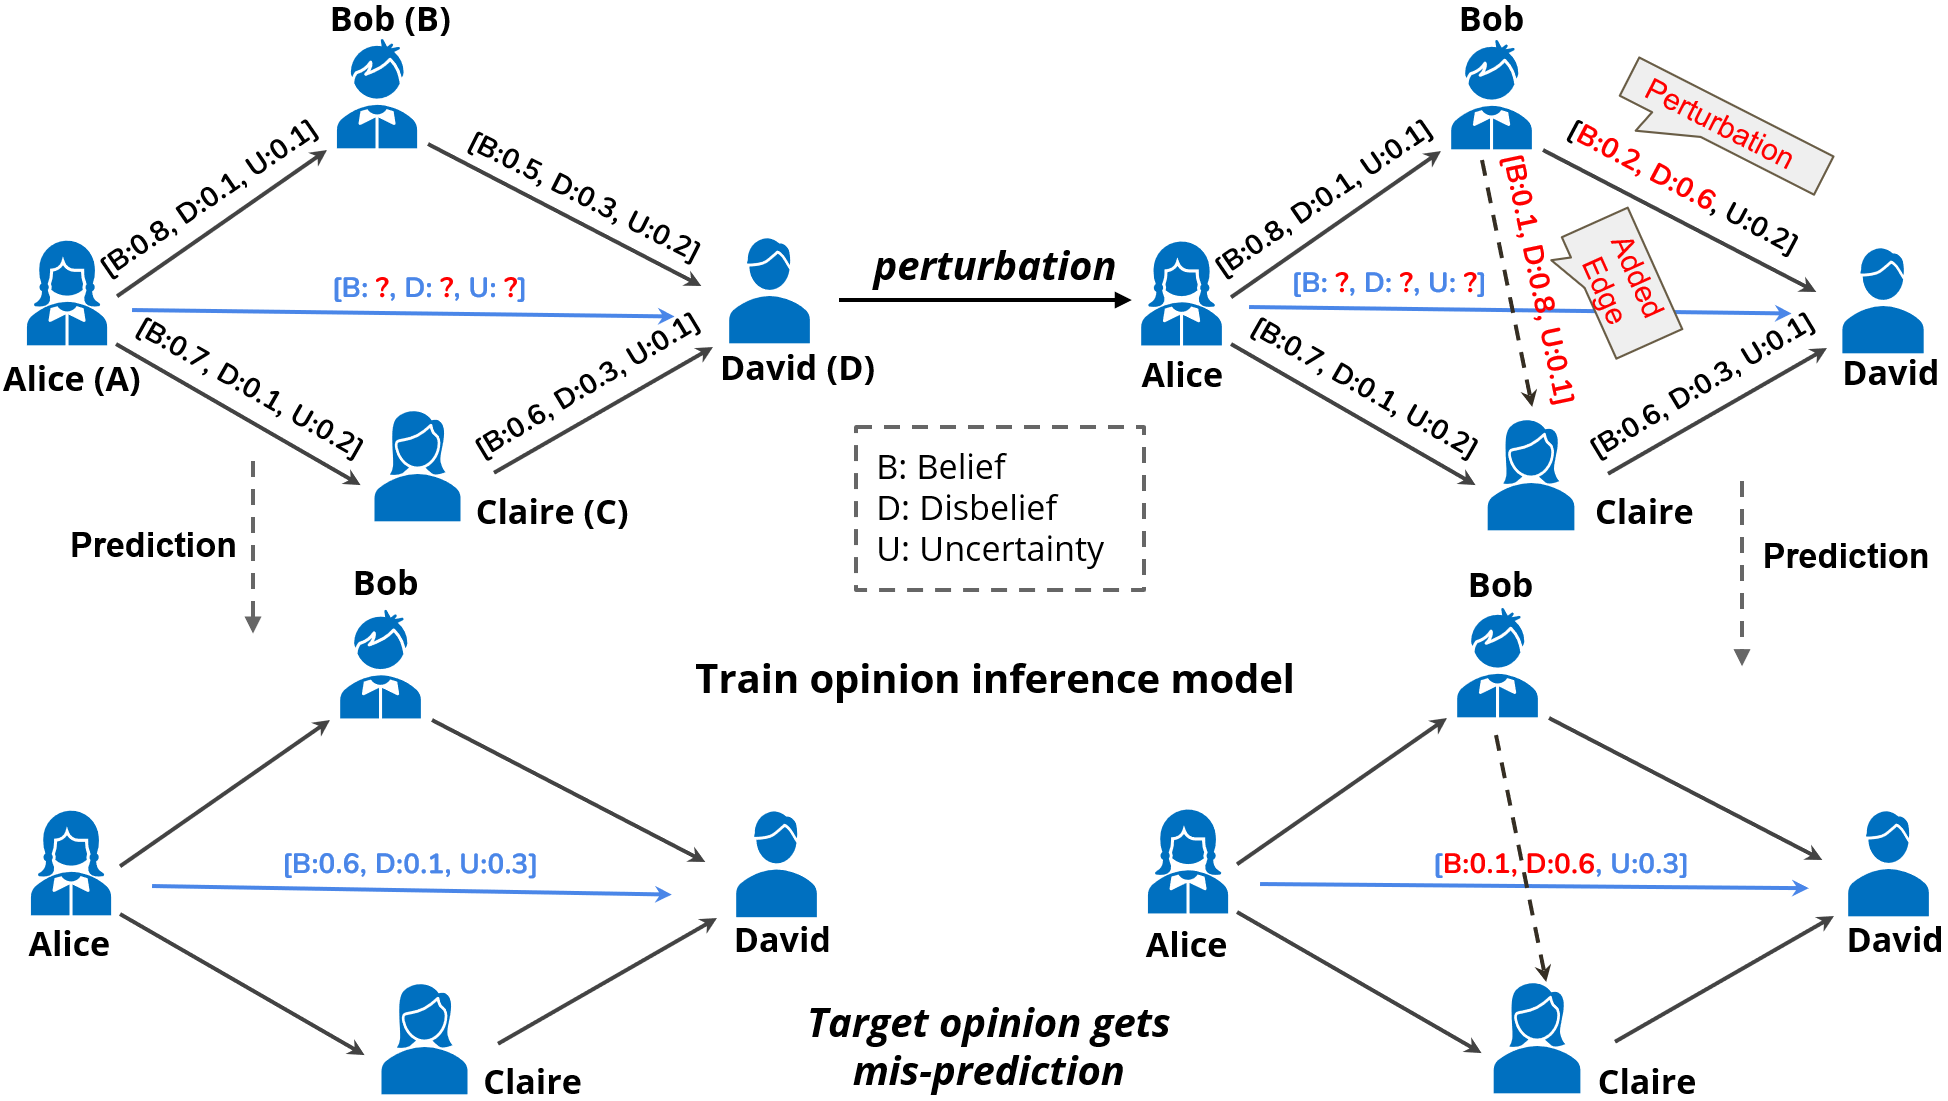 Bob (B)
[B:0.8, D:0.1, U:0.1]
[B:0.5, D:0.3, U:0.2]
[B: ?, D: ?, U: ?]
Alice (A)
David (D)
[B:0.7, D:0.1, U:0.2]
[B:0.6, D:0.3, U:0.1]
Claire (C)
perturbation
Bob
Perturbation
[B:0.8, D:0.1, U:0.1]
[B:0.2, D:0.6, U:0.2]
[B:0.1, D:0.8, U:0.1]
Added
Edge
[B: ?, D: ?, U: ?]
Alice
David
[B:0.7, D:0.1, U:0.2]
[B:0.6, D:0.3, U:0.1]
Claire
B: Belief
D: Disbelief
U: Uncertainty
Prediction
Prediction
Train opinion inference model
Bob
[B:0.6, D:0.1, U:0.3]
Alice
David
Claire
Bob
[B:0.1, D:0.6, U:0.3]
Alice
David
Claire
Target opinion gets
mis-prediction